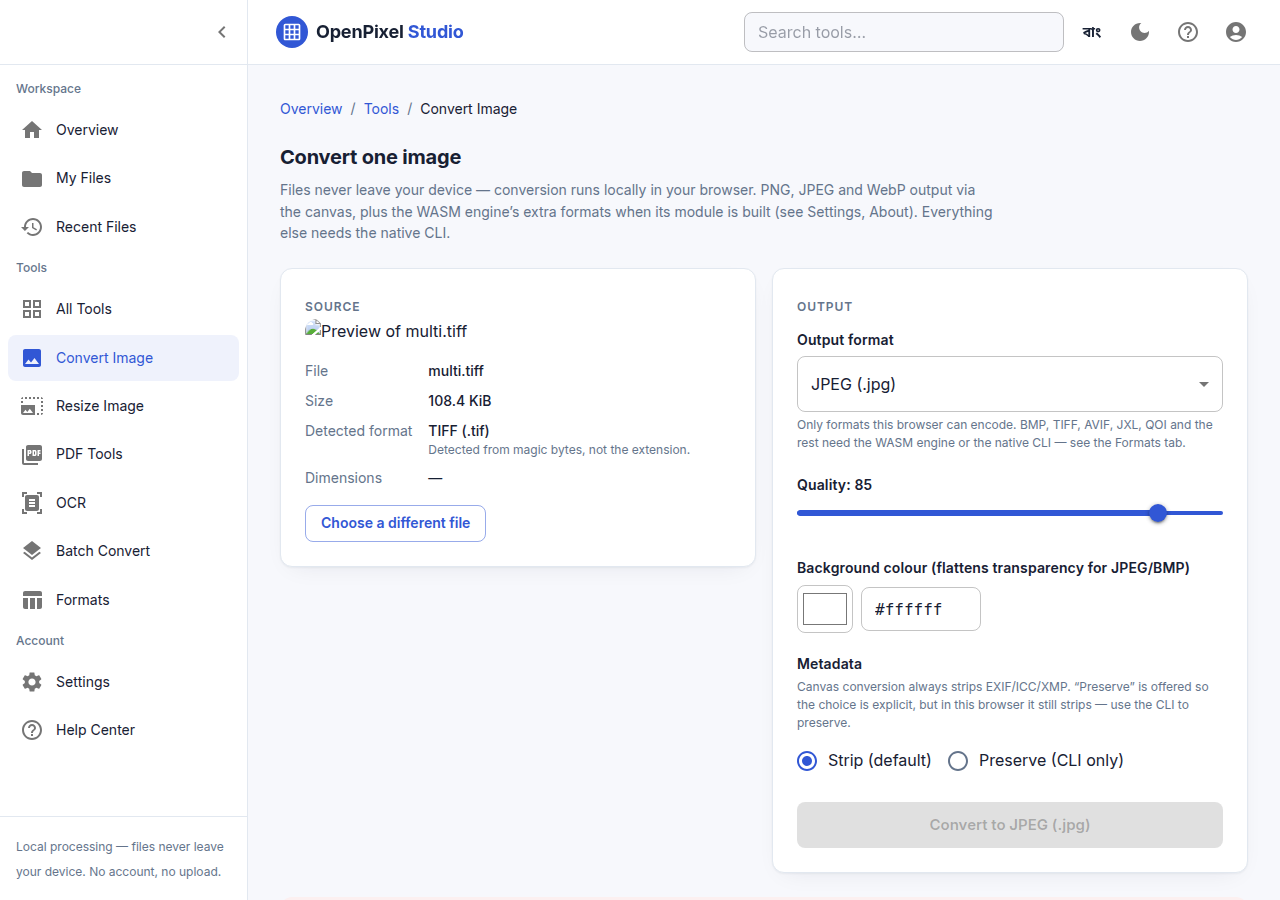 OpenPixel Studio
Search tools...
বাং
Workspace
Overview
My Files
Recent Files
Tools
All Tools
Convert Image
Resize Image
PDF Tools
OCR
Batch Convert
Formats
Account
Settings
Help Center
Local processing — files never leave
your device. No account, no upload.
Overview / Tools / Convert Image
Convert one image
Files never leave your device — conversion runs locally in your browser. PNG, JPEG and WebP output via
the canvas, plus the WASM engine’s extra formats when its module is built (see Settings, About). Everything
else needs the native CLI.
SOURCE
Preview of multi.tiff
File multi.tiff
Size 108.4 KiB
Detected format TIFF (.tif)
Detected from magic bytes, not the extension.
Dimensions —
Choose a different file
OUTPUT
Output format
JPEG (.jpg)
Only formats this browser can encode. BMP, TIFF, AVIF, JXL, QOI and the
rest need the WASM engine or the native CLI — see the Formats tab.
Quality: 85
Background colour (flattens transparency for JPEG/BMP)
#ffffff
Metadata
Canvas conversion always strips EXIF/ICC/XMP. “Preserve” is offered so
the choice is explicit, but in this browser it still strips — use the CLI to
preserve.
Strip (default) Preserve (CLI only)
Convert to JPEG (.jpg)